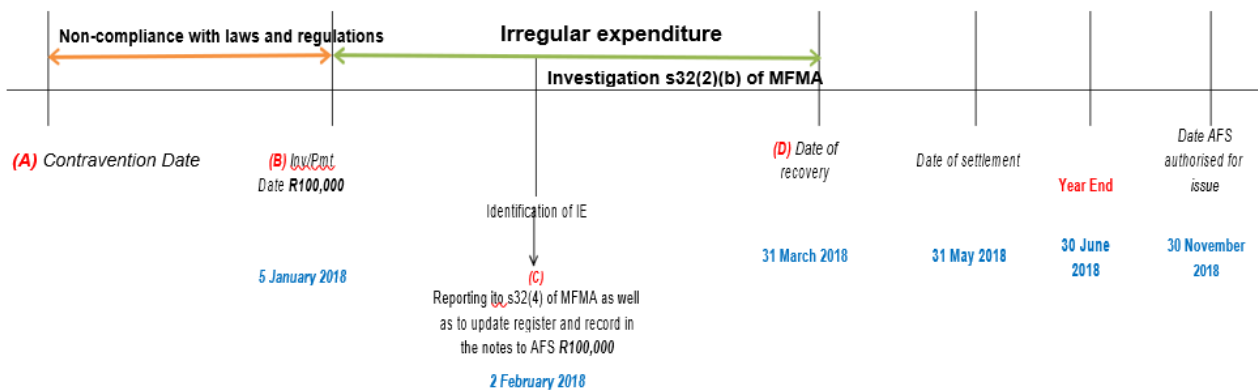 Non-compliance with laws and regulations
Irregular expenditure
Investigation s32(2)(b) of MFMA
(A) Contravention Date
(B) Inv/Pmt
Date R100,000
5 January 2018
Identification of IE
(C)
Reporting ito s32(4) of MFMA as well
as to update register and record in
the notes to AFS R100,000
2 February 2018
(D) Date of
recovery
31 March 2018
Date of settlement
31 May 2018
Year End
30 June
2018
Date AFS
authorised for
issue
30 November
2018